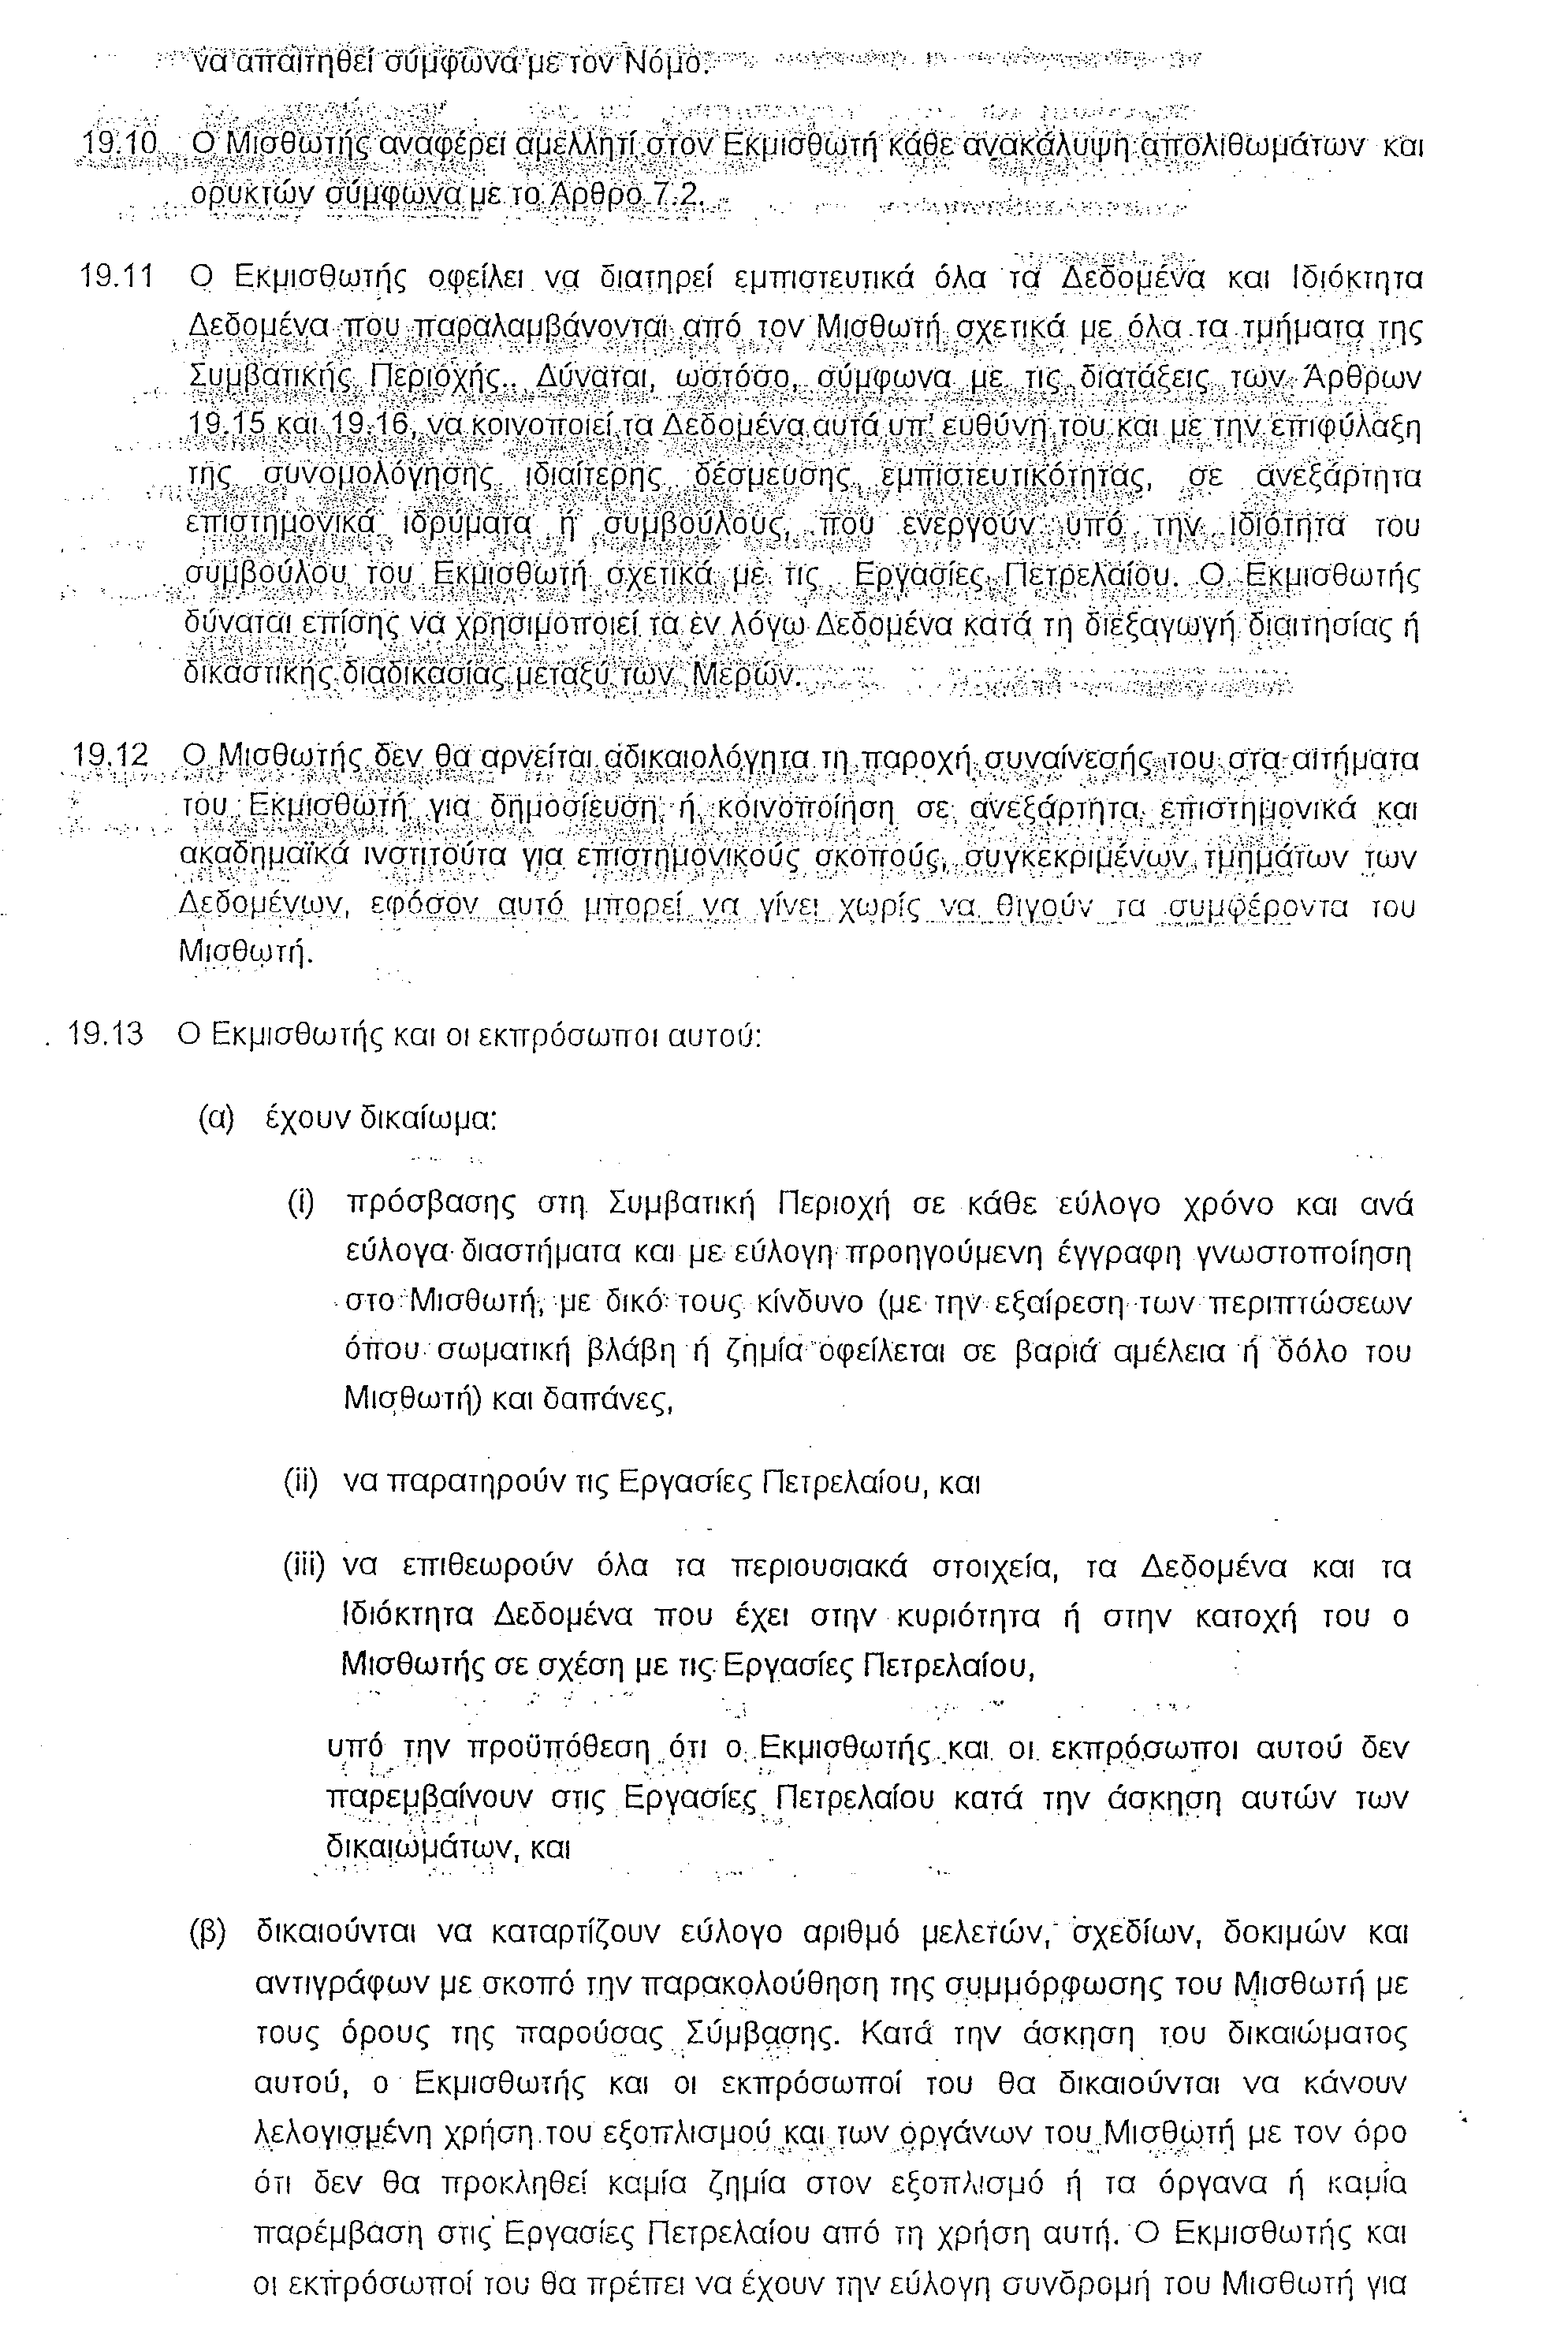 να απαιτηθεί σύμφωνα με τον Νόμο.
19.10 Ο Μισθωτής αναφέρει αμελλητί στον Εκμισθωτή κάθε ανακάλυψη απολιθωμάτων και
ορυκτών σύμφωνα με το Άρθρο 7.2.
19.11 Ο Εκμισθωτής οφείλει να διατηρεί εμπιστευτικά όλα τα Δεδομένα και Ιδιόκτητα
Δεδομένα που παραλαμβάνονται από τον Μισθωτή σχετικά με όλα τα τμήματα της
Συμβατικής Περιόχής. Δύναται, ωστόσο, σύμφωνα με τις διατάξεις των Άρθρων
19.15 και 19.16, να κοινοποιεί τα Δεδομένα αυτά υπ' ευθύνη του και με την επιφύλαξη
της συνομολόγησης ιδιαίτερης δέσμευσης εμπιστευτικότητας, σε ανεξάρτητα
επιστημονικά ιδρύματα ή συμβούλους, που ενεργούν υπό την ιδιότητα του
συμβούλου του Εκμισθωτή σχετικά με τις Εργασίες Πετρελαίου. Ο Εκμισθωτής
δύναται επίσης να χρησιμοποιεί τα εν λόγω Δεδομένα κατά τη διεξαγωγή διαιτησίας ή
δικαστικής διαδικασίας μεταξύ των Μερών.
19.12 Ο Μισθωτής δεν θα αρνείται αδικαιολόγητα τη παροχή συναίνεσής του στα αιτήματα
του Εκμισθωτή για δημοσίευση ή κοινοποίηση σε ανεξάρτητα επιστημονικά και
ακαδημαϊκά ινστιτούτα για επιστημονικούς σκοπούς, συγκεκριμένων τμημάτων των
Δεδομένων, εφόσον αυτό μπορεί να γίνει χωρίς να θιγούν τα συμφέροντα του
Μισθωτή.
19.13 Ο Εκμισθωτής και οι εκπρόσωποι αυτού:
(α) έχουν δικαίωμα:
(i) πρόσβασης στη Συμβατική Περιοχή σε κάθε εύλογο χρόνο και ανά
εύλογα διαστήματα και με εύλογη προηγούμενη έγγραφη γνωστοποίηση
στο Μισθωτή, με δικό τους κίνδυνο (με την εξαίρεση των περιπτώσεων
όπου σωματική βλάβη ή ζημία οφείλεται σε βαριά αμέλεια ή δόλο του
Μισθωτή) και δαπάνες,
(ii) να παρατηρούν τις Εργασίες Πετρελαίου, και
(iii) να επιθεωρούν όλα τα περιουσιακά στοιχεία, τα Δεδομένα και τα
Ιδιόκτητα Δεδομένα που έχει στην κυριότητα ή στην κατοχή του ο
Μισθωτής σε σχέση με τις Εργασίες Πετρελαίου,
υπό την προϋπόθεση ότι ο Εκμισθωτής και οι εκπρόσωποι αυτού δεν
παρεμβαίνουν στις Εργασίες Πετρελαίου κατά την άσκηση αυτών των
δικαιωμάτων, και
(β) δικαιούνται να καταρτίζουν εύλογο αριθμό μελετών, σχεδίων, δοκιμών και
αντιγράφων με σκοπό την παρακολούθηση της συμμόρφωσης του Μισθωτή με
τους όρους της παρούσας Σύμβασης. Κατά την άσκηση του δικαιώματος
αυτού, ο Εκμισθωτής και οι εκπρόσωποί του θα δικαιούνται να κάνουν
λελογισμένη χρήση του εξοπλισμού και των οργάνων του Μισθωτή με τον όρο
ότι δεν θα προκληθεί καμία ζημία στον εξοπλισμό ή τα όργανα ή καμία
παρέμβαση στις Εργασίες Πετρελαίου από τη χρήση αυτή. Ο Εκμισθωτής και
οι εκπρόσωποί του θα πρέπει να έχουν την εύλογη συνδρομή του Μισθωτή για